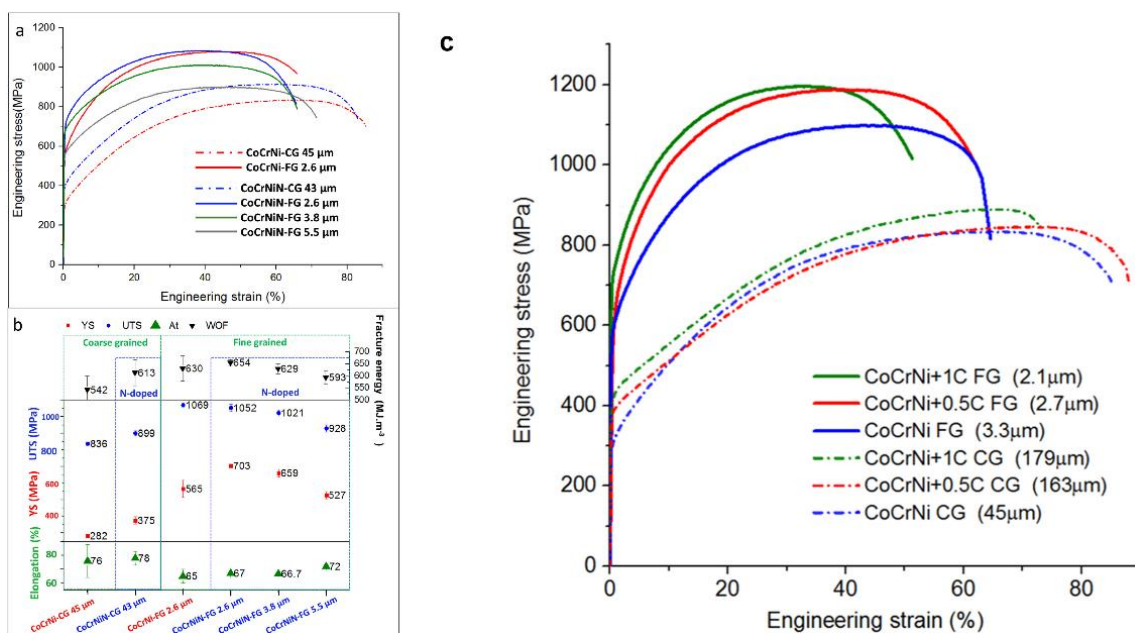 a
1200
1000
800
600
400
200
0
Engineering stress(MPa)
CoCrNi-CG 45 µm
CoCrNi-FG 2.6 µm
CoCrNiN-CG 43 µm
CoCrNiN-FG 2.6 µm
CoCrNiN-FG 3.8 µm
CoCrNiN-FG 5.5 µm
0 20 40 60 80
Engineering strain (%)
b
YS UTS At WOF
Coarse grained Fine grained
N-doped N-doped
Fracture energy (MJ.m⁻³)
700
650
600
550
500
542 613 630 654 629 593
1000
800
600
400
UTS (MPa)
YS (MPa)
836 899 1069 1052 1021 928
282 375 565 703 659 527
Elongation (%)
80
60
76 78 65 67 66.7 72
CoCrNi-CG 45 µm
CoCrNiN-CG 43 µm
CoCrNi-FG 2.6 µm
CoCrNiN-FG 2.6 µm
CoCrNiN-FG 3.8 µm
CoCrNiN-FG 5.5 µm
c
1200
1000
800
600
400
200
0
Engineering stress (MPa)
CoCrNi+1C FG (2.1µm)
CoCrNi+0.5C FG (2.7µm)
CoCrNi FG (3.3µm)
CoCrNi+1C CG (179µm)
CoCrNi+0.5C CG (163µm)
CoCrNi CG (45µm)
0 20 40 60 80
Engineering strain (%)